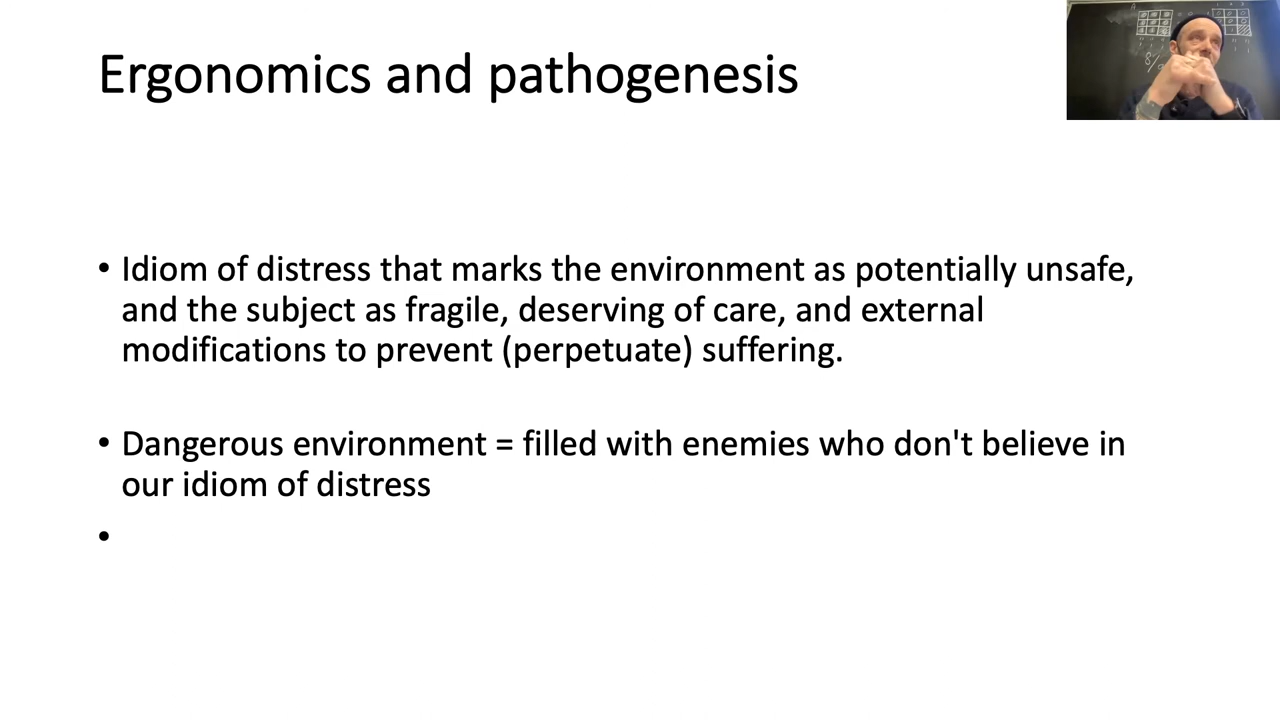 Ergonomics and pathogenesis
• Idiom of distress that marks the environment as potentially unsafe,
and the subject as fragile, deserving of care, and external
modifications to prevent (perpetuate) suffering.
• Dangerous environment = filled with enemies who don't believe in
our idiom of distress
•